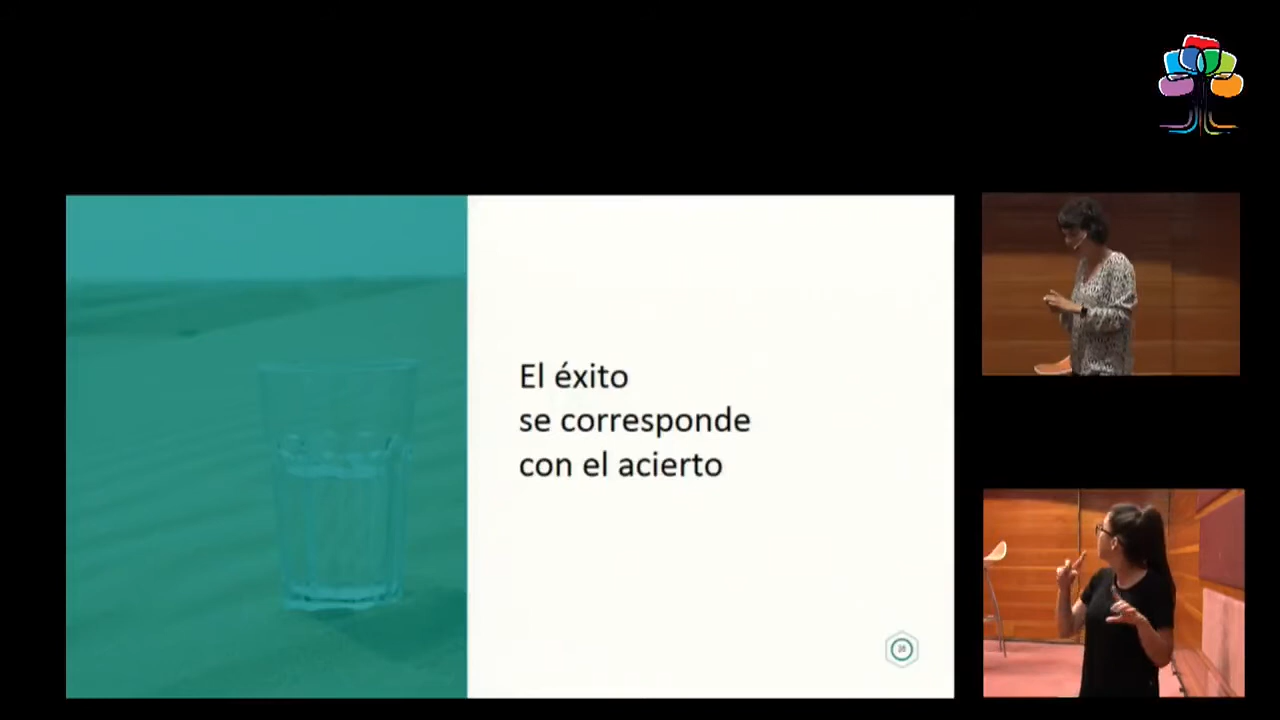 El éxito
se corresponde
con el acierto